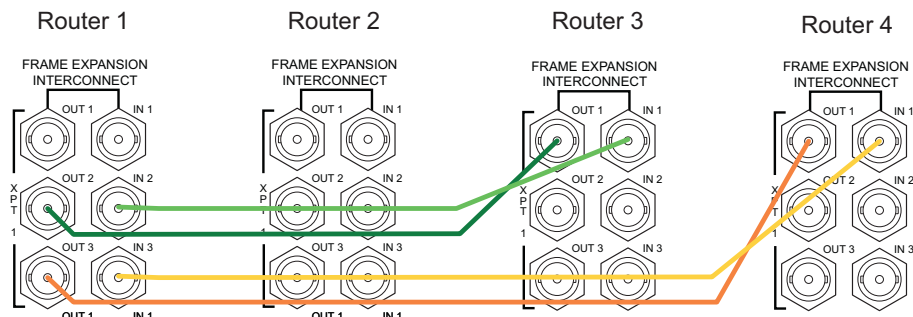 Router 1 Router 2 Router 3 Router 4
FRAME EXPANSION INTERCONNECT
OUT 1 IN 1
XPT 1
OUT 2 IN 2
OUT 3 IN 3
OUT 1 IN 1
FRAME EXPANSION INTERCONNECT
OUT 1 IN 1
OUT 2 IN 2
XP 1
OUT 3 IN 3
OUT 1 IN 1
FRAME EXPANSION INTERCONNECT
OUT 1 IN 1
XPT 1
OUT 2 IN 2
OUT 3 IN 3
FRAME EXPANSION INTERCONNECT
OUT 1 IN 1
XPT 1
OUT 2 IN 2
OUT 3 IN 3